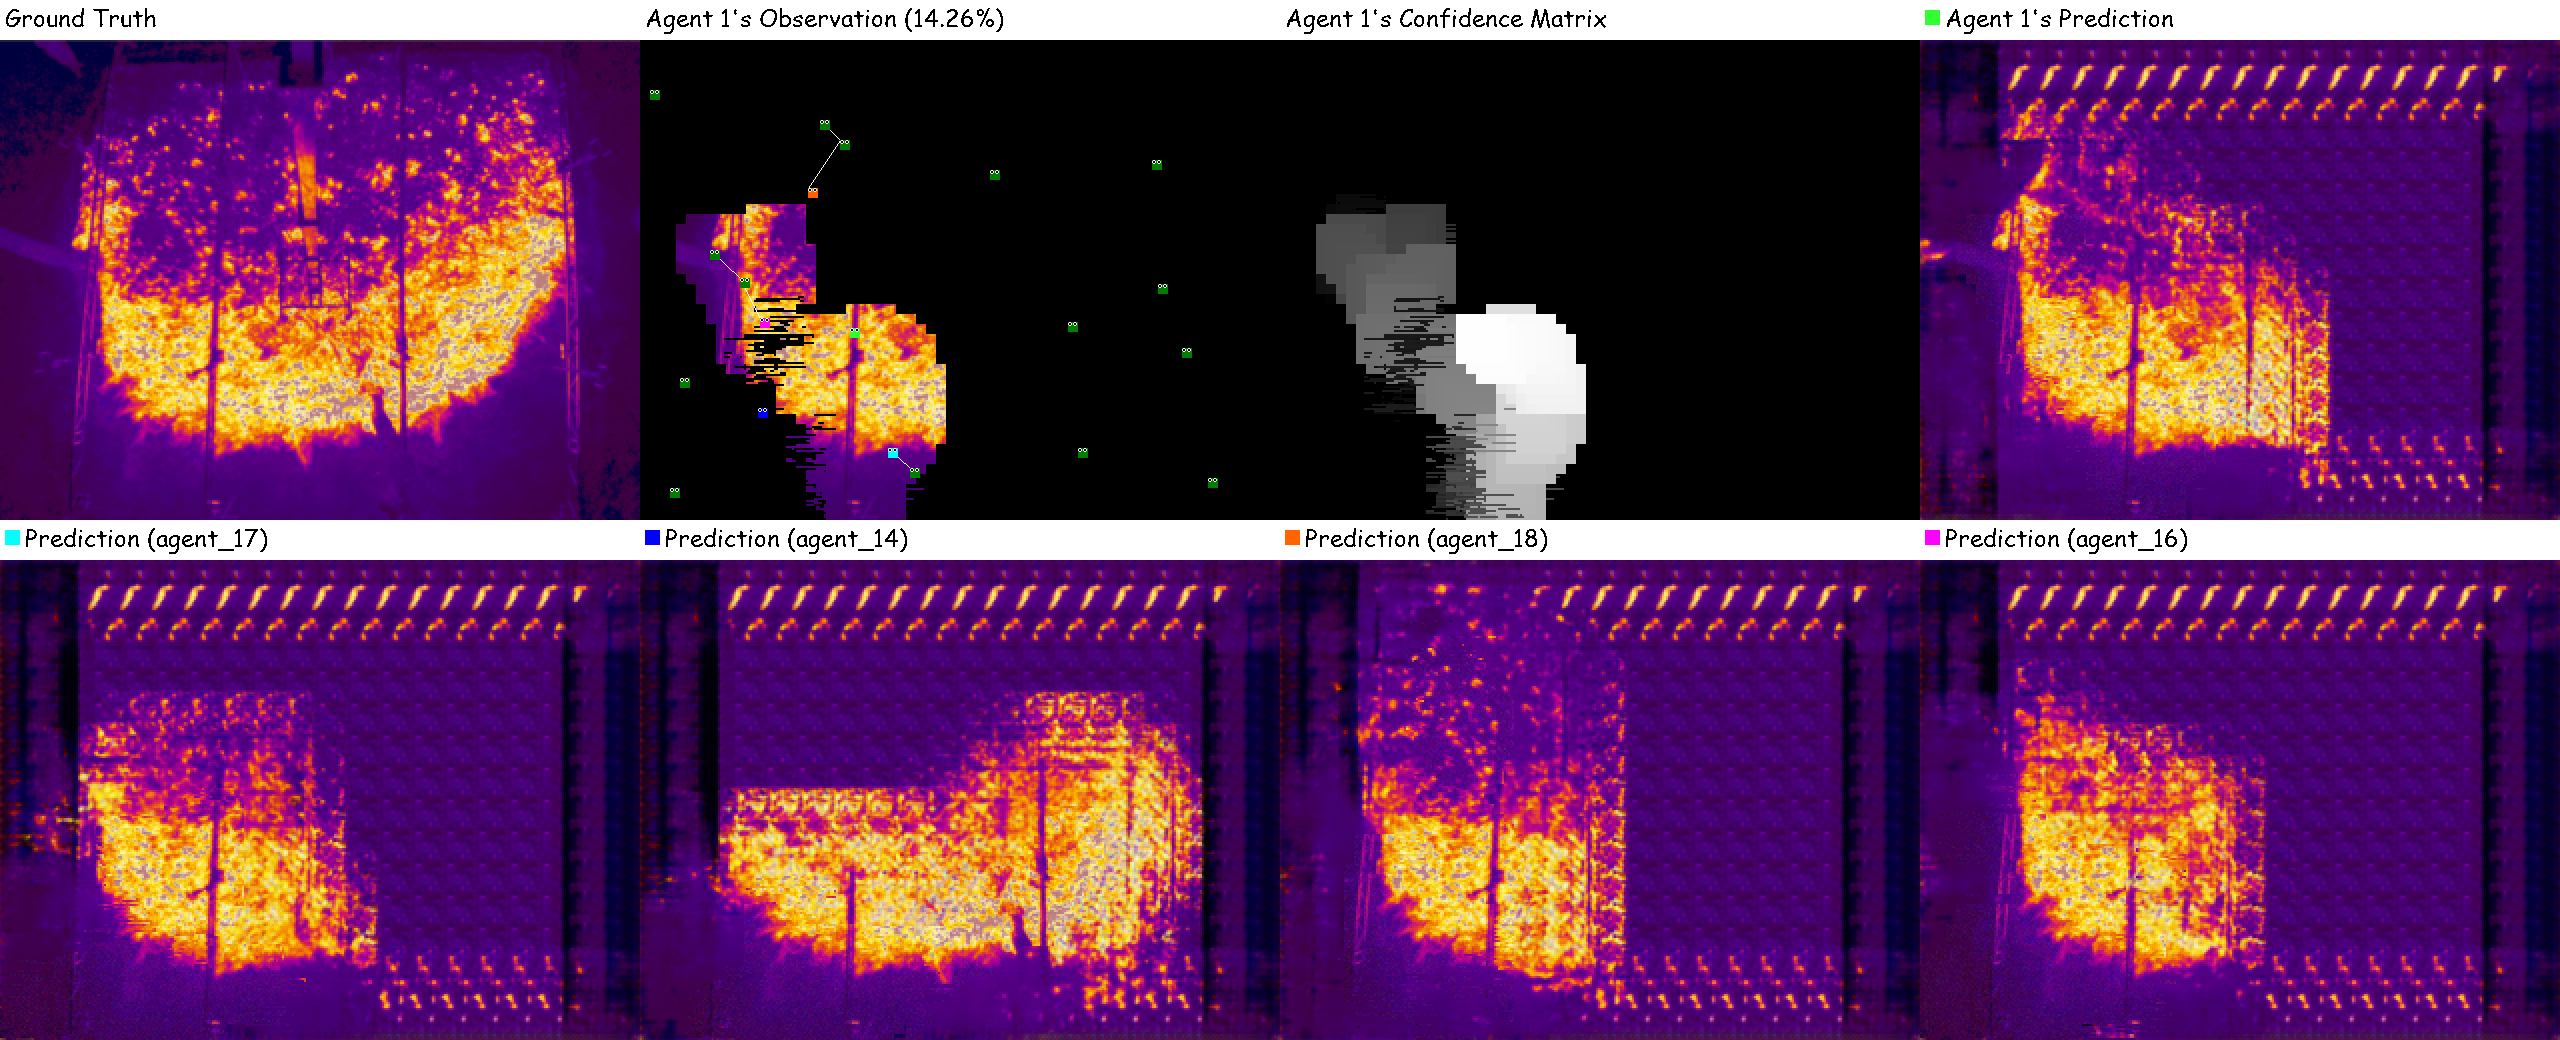 Ground Truth
Agent 1's Observation (14.26%)
Agent 1's Confidence Matrix
Agent 1's Prediction
Prediction (agent_17)
Prediction (agent_14)
Prediction (agent_18)
Prediction (agent_16)